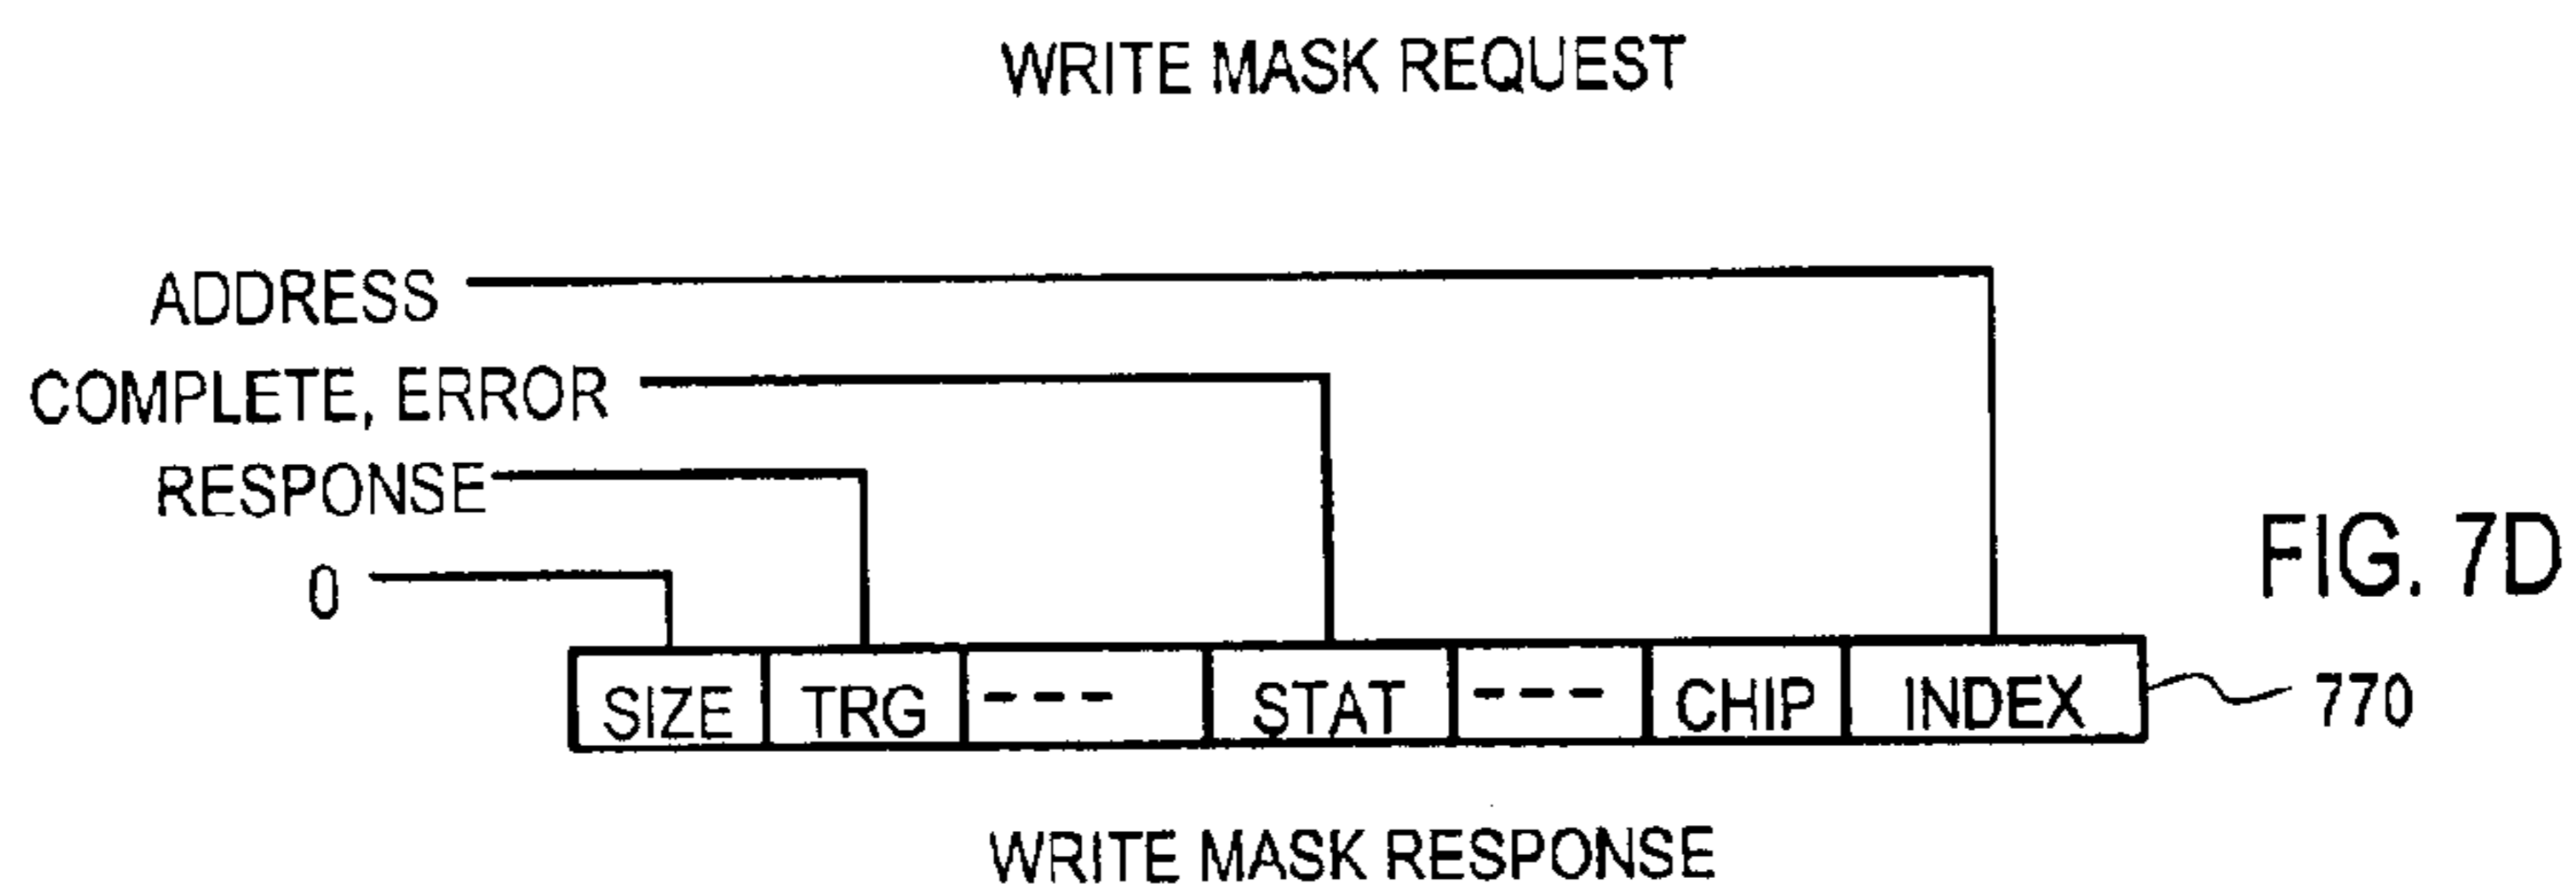 WRITE MASK REQUEST
ADDRESS
COMPLETE, ERROR
RESPONSE
0
FIG. 7D
SIZE TRG --- STAT --- CHIP INDEX 770
WRITE MASK RESPONSE